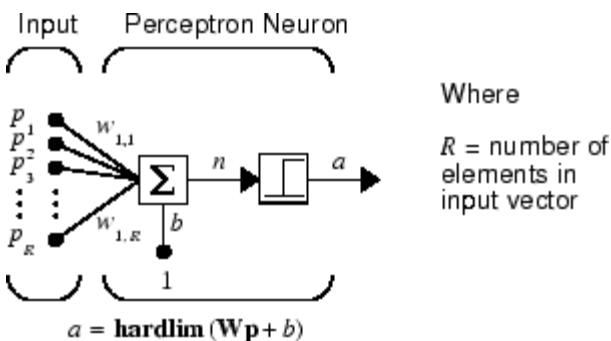 Input Perceptron Neuron
p1 w1,1
p2
p3
pR w1,R
Σ n a
b
1
Where
R = number of
elements in
input vector
a = hardlim (Wp + b)